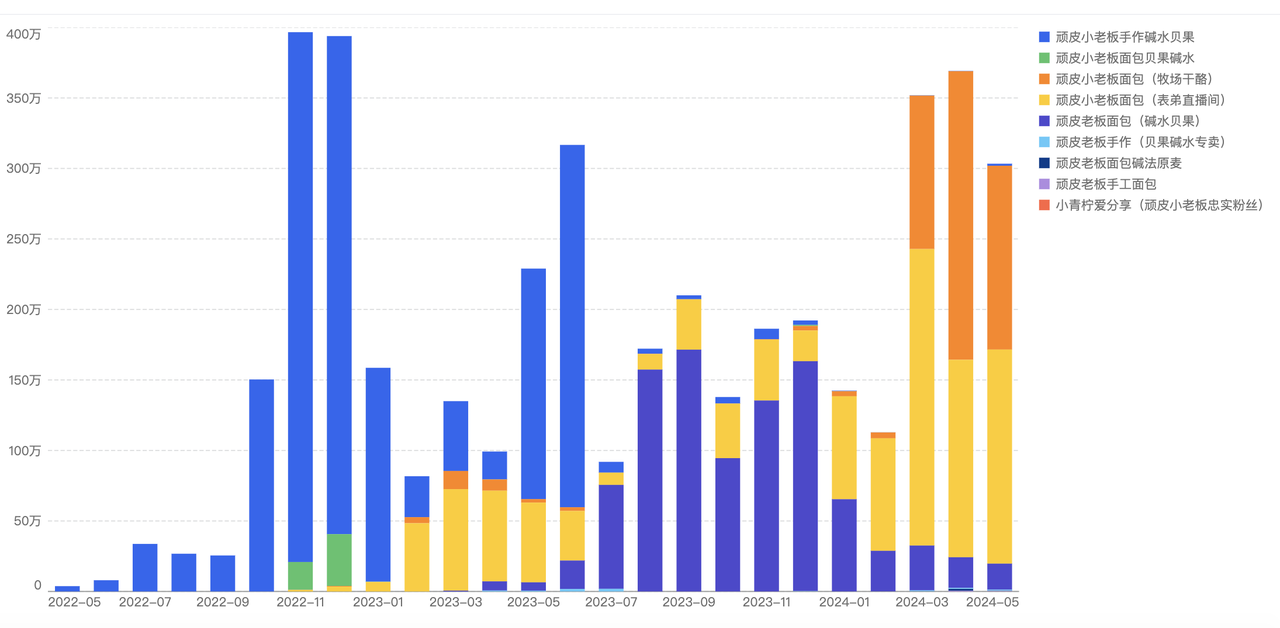 400万
350万
300万
250万
200万
150万
100万
50万
0
2022-05
2022-07
2022-09
2022-11
2023-01
2023-03
2023-05
2023-07
2023-09
2023-11
2024-01
2024-03
2024-05
顽皮小老板手作碱水贝果
顽皮小老板面包贝果碱水
顽皮小老板面包（牧场干酪）
顽皮小老板面包（表弟直播间）
顽皮老板面包（碱水贝果）
顽皮老板手作（贝果碱水专卖）
顽皮老板面包碱法原麦
顽皮老板手工面包
小青柠爱分享（顽皮小老板忠实粉丝）